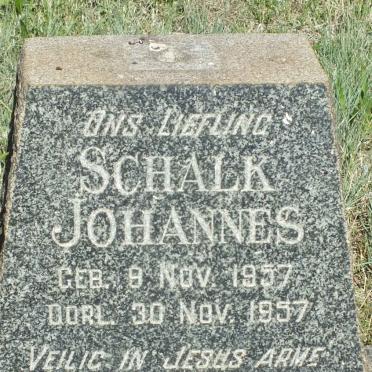 ONS LIEFLING
SCHALK
JOHANNES
GEB. 9 NOV. 1957
OORL. 30 NOV. 1957
VEILIG IN JESUS ARME